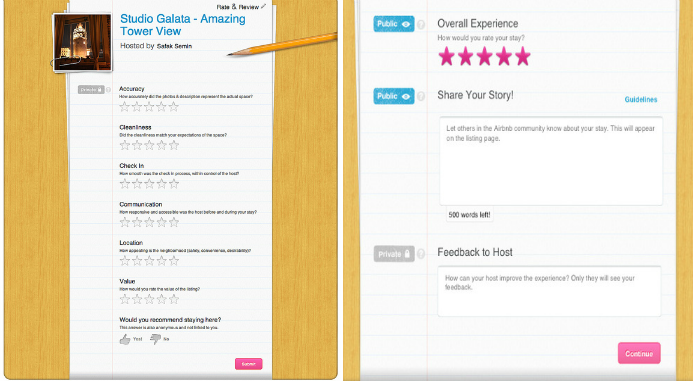 Rate & Review
Studio Galata - Amazing
Tower View
Hosted by Safak Semin
Private
Accuracy
How accurately did the photos & description represent the actual space?
Cleanliness
Did the cleanliness match your expectations of the space?
Check In
How smooth was the check in process, within control of the host?
Communication
How responsive and accessible was the host before and during your stay?
Location
How appealing is the neighborhood (safety, convenience, desirability)?
Value
How would you rate the value of the listing?
Would you recommend staying here?
This answer is also anonymous and not linked to you.
Yes! No
Submit
Public ?
Overall Experience
How would you rate your stay?
Public ?
Share Your Story!
Guidelines
Let others in the Airbnb community know about your stay. This will appear
on the listing page.
500 words left!
Private ?
Feedback to Host
How can your host improve the experience? Only they will see your
feedback.
Continue